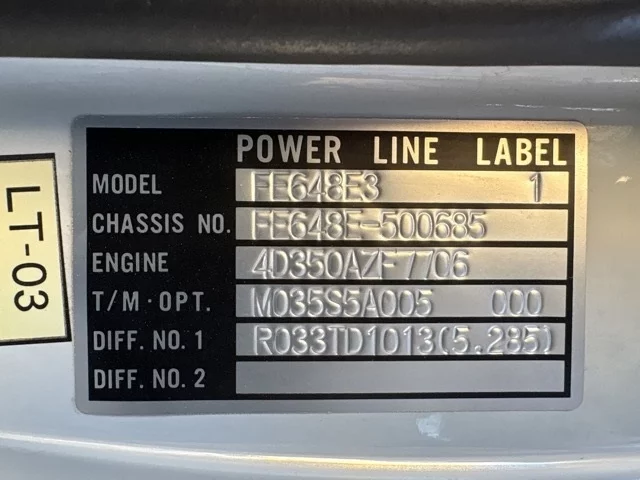 POWER LINE LABEL
MODEL FE648E3 1
CHASSIS NO. FE648E-500685
ENGINE 4D350AZF7706
T/M·OPT. M035S5A005 000
DIFF. NO. 1 R033TD1013(5.285)
DIFF. NO. 2
LT-03